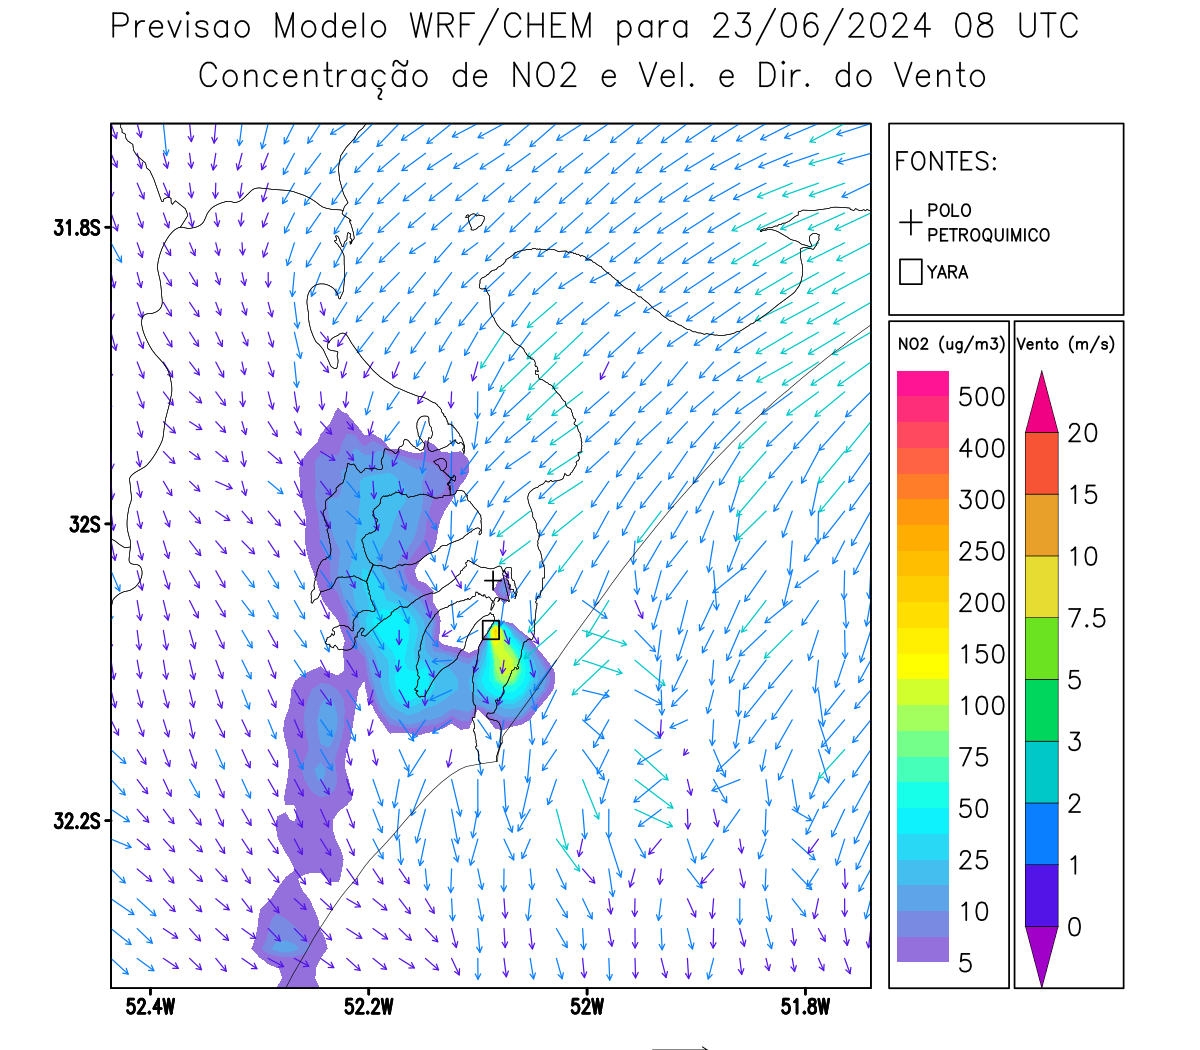 Previsao Modelo WRF/CHEM para 23/06/2024 08 UTC
Concentração de NO2 e Vel. e Dir. do Vento
FONTES:
POLO
PETROQUIMICO
YARA
NO2 (ug/m3)
500
400
300
250
200
150
100
75
50
25
10
5
Vento (m/s)
20
15
10
7.5
5
3
2
1
0
31.8S
32S
32.2S
52.4W
52.2W
52W
51.8W